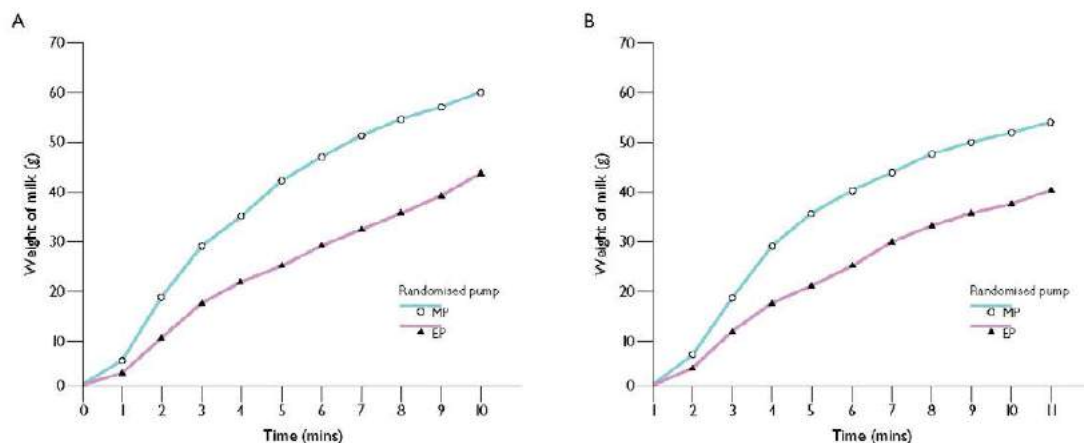 A
B
70
60
50
40
30
20
10
0
Weight of milk (g)
Randomised pump
MP
EP
0 1 2 3 4 5 6 7 8 9 10
Time (mins)
70
60
50
40
30
20
10
0
Weight of milk (g)
Randomised pump
MP
EP
1 2 3 4 5 6 7 8 9 10 11
Time (mins)